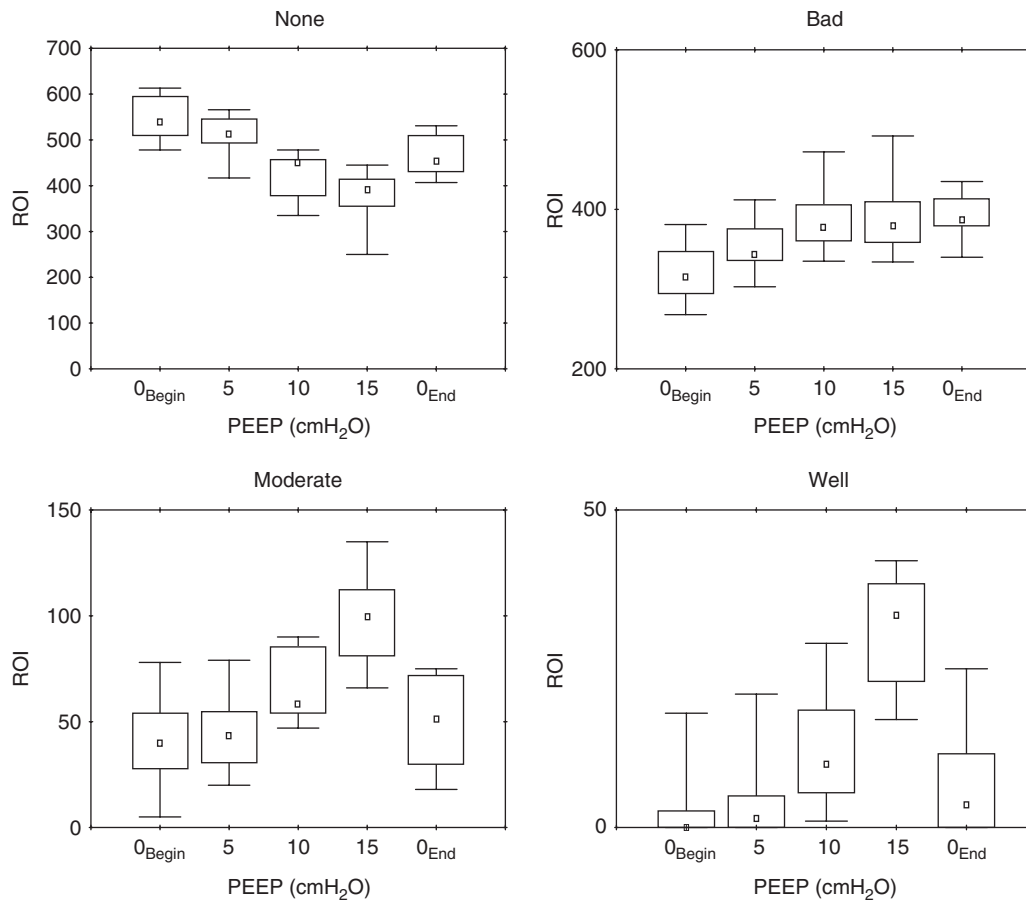 None
700
600
500
400
300
200
100
0
ROI
0Begin 5 10 15 0End
PEEP (cmH2O)
Bad
600
400
200
ROI
0Begin 5 10 15 0End
PEEP (cmH2O)
Moderate
150
100
50
0
ROI
0Begin 5 10 15 0End
PEEP (cmH2O)
Well
50
0
ROI
0Begin 5 10 15 0End
PEEP (cmH2O)